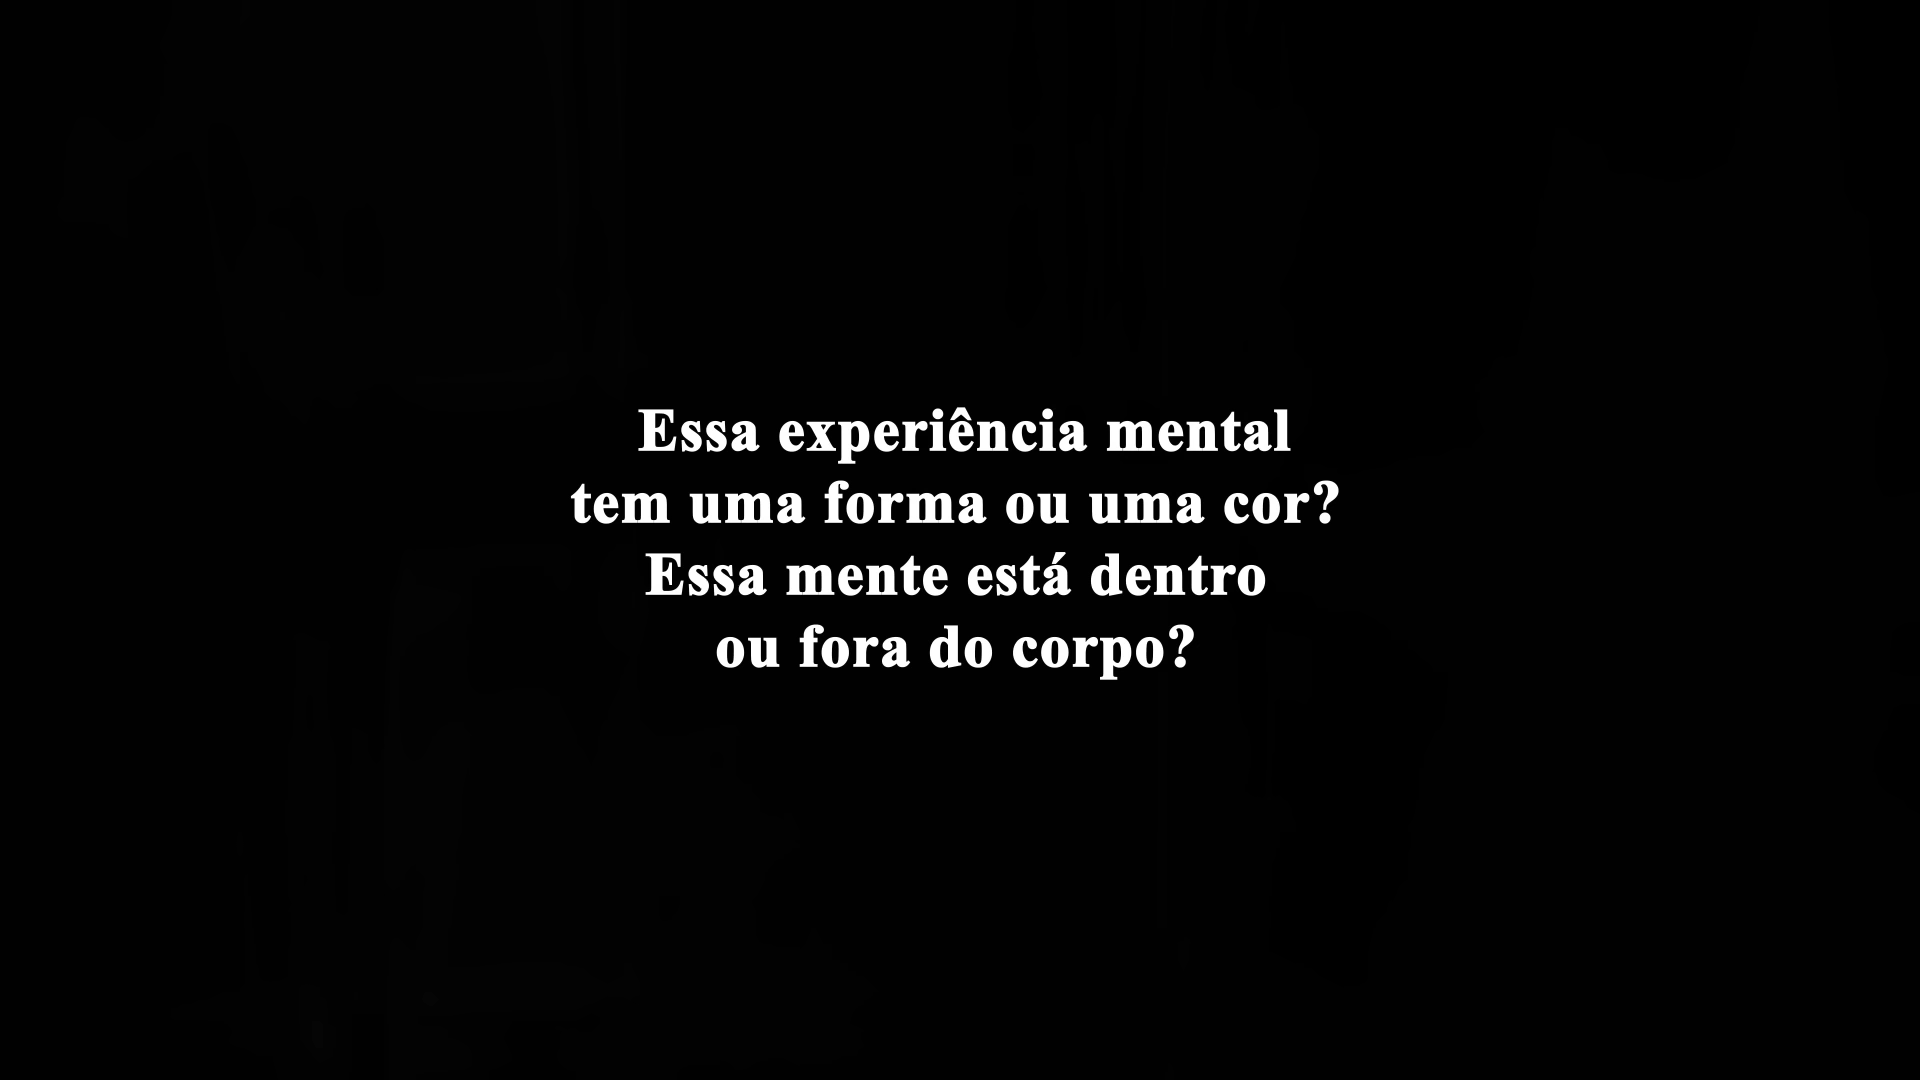 Essa experiência mental
tem uma forma ou uma cor?
Essa mente está dentro
ou fora do corpo?